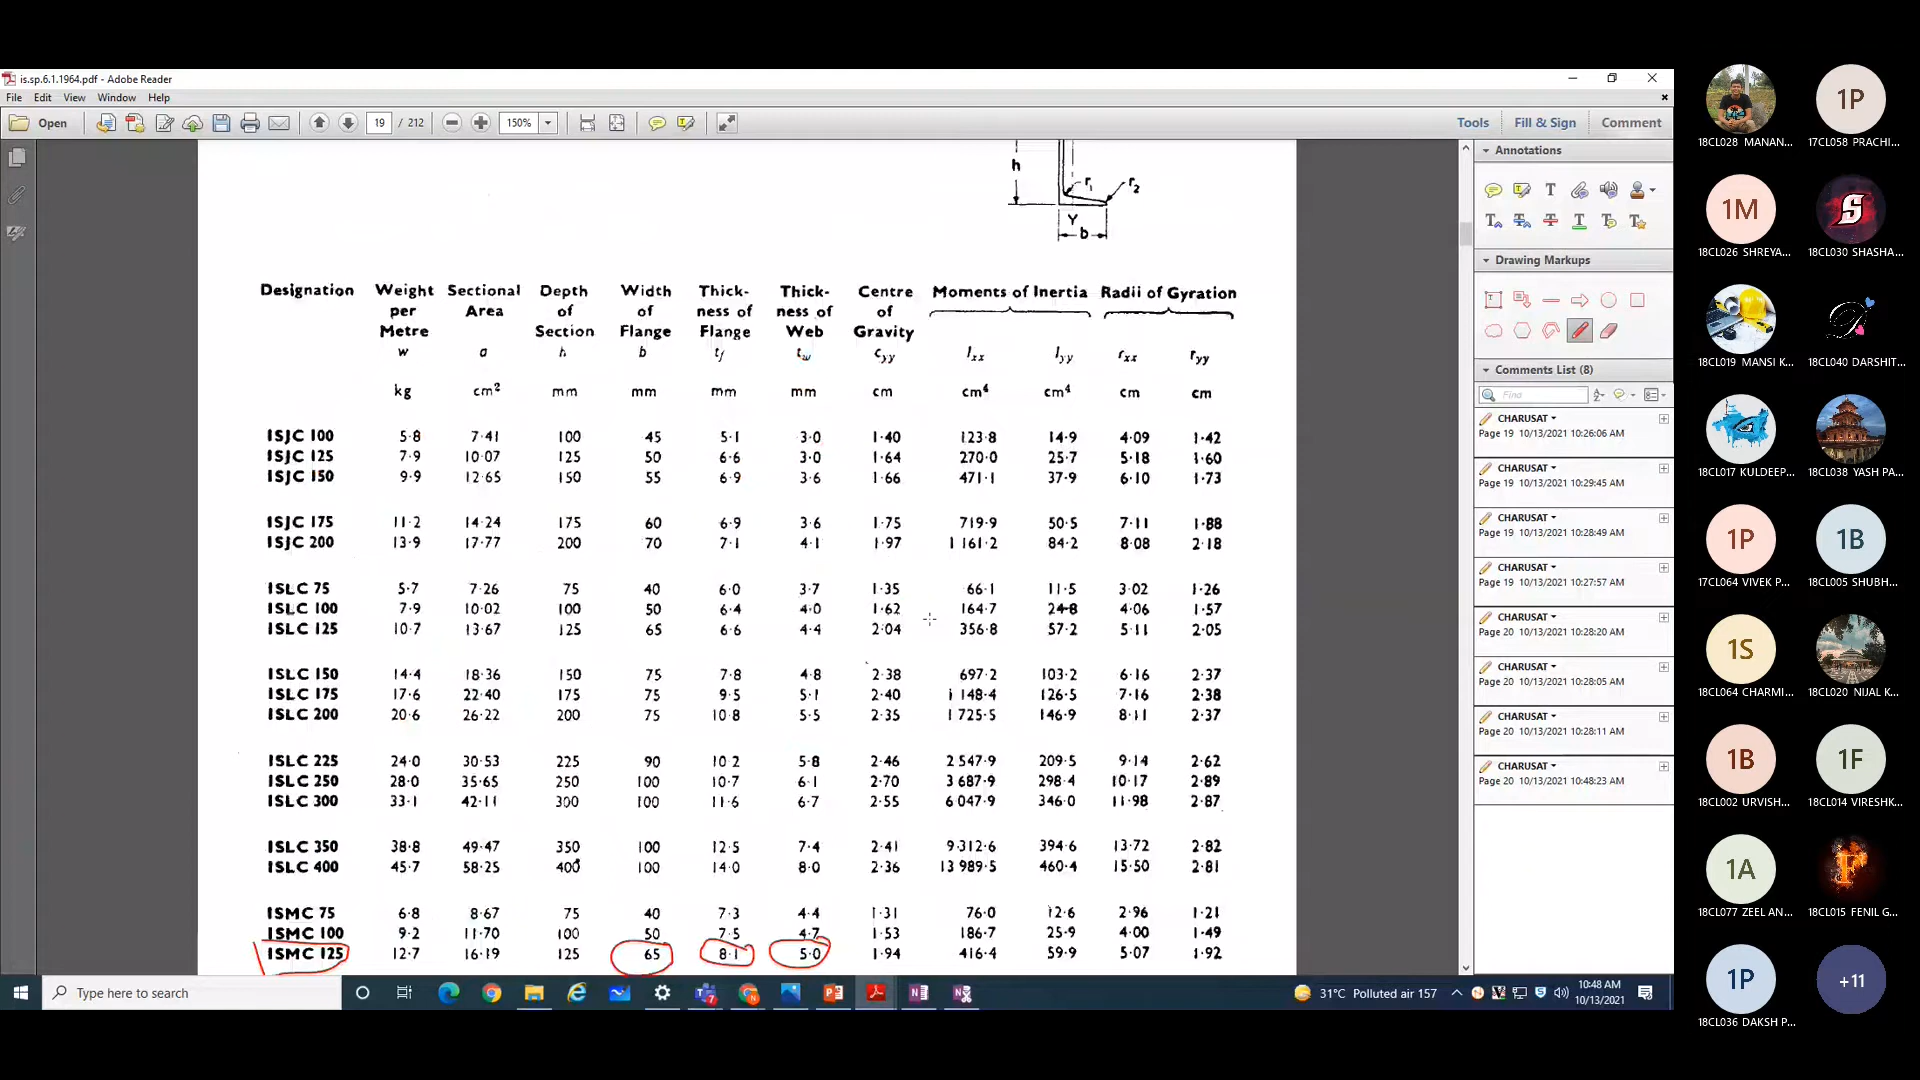 is.sp.6.1.1964.pdf - Adobe Reader
File Edit View Window Help
Open 19 / 212 150% Tools Fill & Sign Comment
h
r1 r2
Y
b
Designation Weight per Metre Sectional Area Depth of Section Width of Flange Thick-ness of Flange Thick-ness of Web Centre of Gravity Moments of Inertia Radii of Gyration
w a h b tf tw cyy Ixx Iyy rxx ryy
kg cm² mm mm mm mm cm cm⁴ cm⁴ cm cm
ISJC 100 5·8 7·41 100 45 5·1 3·0 1·40 123·8 14·9 4·09 1·42
ISJC 125 7·9 10·07 125 50 6·6 3·0 1·64 270·0 25·7 5·18 1·60
ISJC 150 9·9 12·65 150 55 6·9 3·6 1·66 471·1 37·9 6·10 1·73
ISJC 175 11·2 14·24 175 60 6·9 3·6 1·75 719·9 50·5 7·11 1·88
ISJC 200 13·9 17·77 200 70 7·1 4·1 1·97 1 161·2 84·2 8·08 2·18
ISLC 75 5·7 7·26 75 40 6·0 3·7 1·35 66·1 11·5 3·02 1·26
ISLC 100 7·9 10·02 100 50 6·4 4·0 1·62 164·7 24·8 4·06 1·57
ISLC 125 10·7 13·67 125 65 6·6 4·4 2·04 356·8 57·2 5·11 2·05
ISLC 150 14·4 18·36 150 75 7·8 4·8 2·38 697·2 103·2 6·16 2·37
ISLC 175 17·6 22·40 175 75 9·5 5·1 2·40 1 148·4 126·5 7·16 2·38
ISLC 200 20·6 26·22 200 75 10·8 5·5 2·35 1 725·5 146·9 8·11 2·37
ISLC 225 24·0 30·53 225 90 10·2 5·8 2·46 2 547·9 209·5 9·14 2·62
ISLC 250 28·0 35·65 250 100 10·7 6·1 2·70 3 687·9 298·4 10·17 2·89
ISLC 300 33·1 42·11 300 100 11·6 6·7 2·55 6 047·9 346·0 11·98 2·87
ISLC 350 38·8 49·47 350 100 12·5 7·4 2·41 9·312·6 394·6 13·72 2·82
ISLC 400 45·7 58·25 400 100 14·0 8·0 2·36 13 989·5 460·4 15·50 2·81
ISMC 75 6·8 8·67 75 40 7·3 4·4 1·31 76·0 12·6 2·96 1·21
ISMC 100 9·2 11·70 100 50 7·5 4·7 1·53 186·7 25·9 4·00 1·49
ISMC 125 12·7 16·19 125 65 8·1 5·0 1·94 416·4 59·9 5·07 1·92
Annotations
Drawing Markups
Comments List (8)
Find
CHARUSAT
Page 19 10/13/2021 10:26:06 AM
CHARUSAT
Page 19 10/13/2021 10:29:45 AM
CHARUSAT
Page 19 10/13/2021 10:28:49 AM
CHARUSAT
Page 19 10/13/2021 10:27:57 AM
CHARUSAT
Page 20 10/13/2021 10:28:20 AM
CHARUSAT
Page 20 10/13/2021 10:28:05 AM
CHARUSAT
Page 20 10/13/2021 10:28:11 AM
CHARUSAT
Page 20 10/13/2021 10:48:23 AM
1P
18CL028 MANAN... 17CL058 PRACHI...
1M S
18CL026 SHREYA... 18CL030 SHASHA...
18CL019 MANSI K... 18CL040 DARSHIT...
18CL017 KULDEEP... 18CL038 YASH PA...
1P 1B
17CL064 VIVEK P... 18CL005 SHUBH...
1S
18CL064 CHARMI... 18CL020 NIJAL K...
1B 1F
18CL002 URVISH... 18CL014 VIRESHK...
1A F
18CL077 ZEEL AN... 18CL015 FENIL G...
1P +11
18CL036 DAKSH P...
Type here to search
31°C Polluted air 157
10:48 AM
10/13/2021